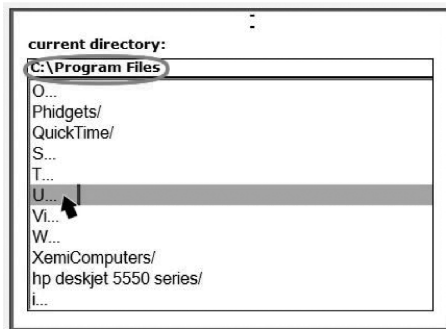 current directory:
C:\Program Files
O...
Phidgets/
QuickTime/
S...
T...
U...
Vi...
W...
XemiComputers/
hp deskjet 5550 series/
i...